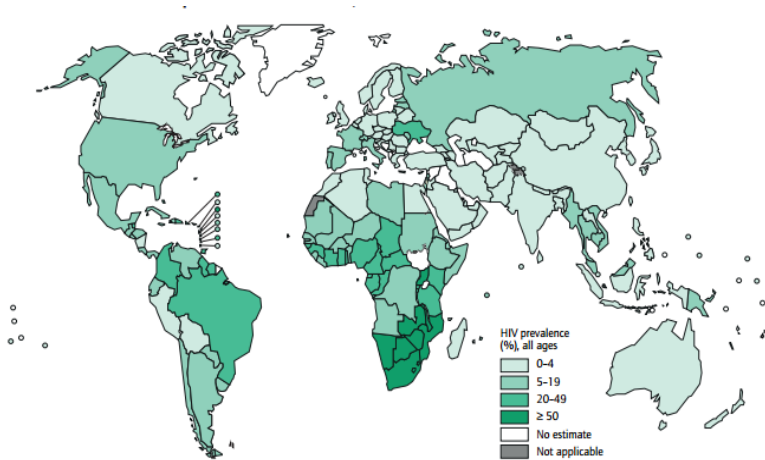 HIV prevalence
(%), all ages
0–4
5–19
20–49
≥ 50
No estimate
Not applicable